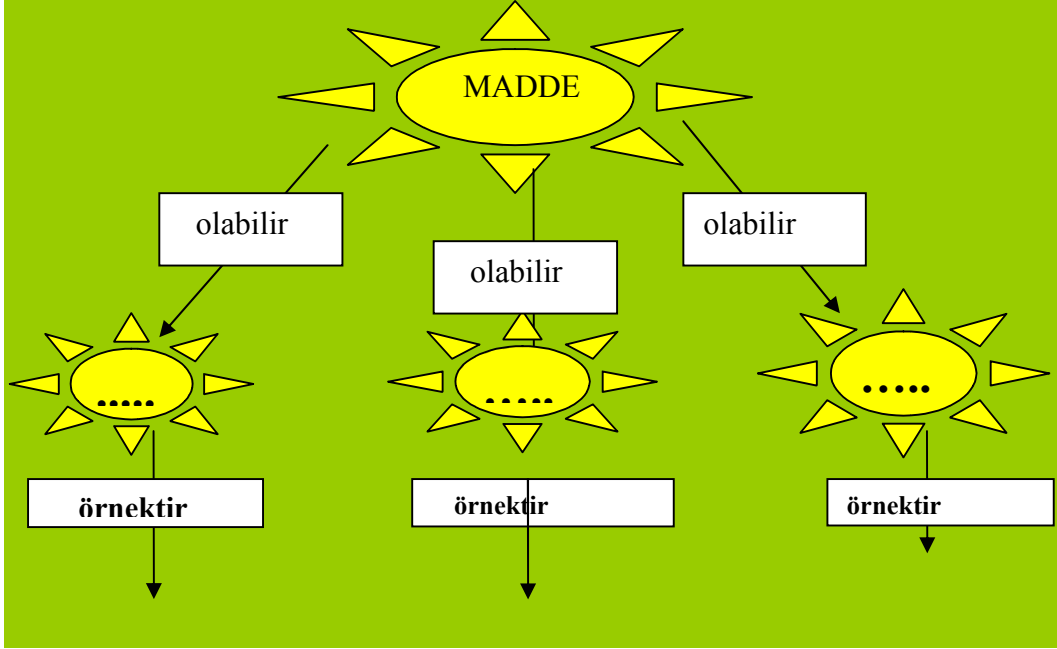 MADDE
olabilir
olabilir
olabilir
.....
.....
.....
örnektir
örnektir
örnektir